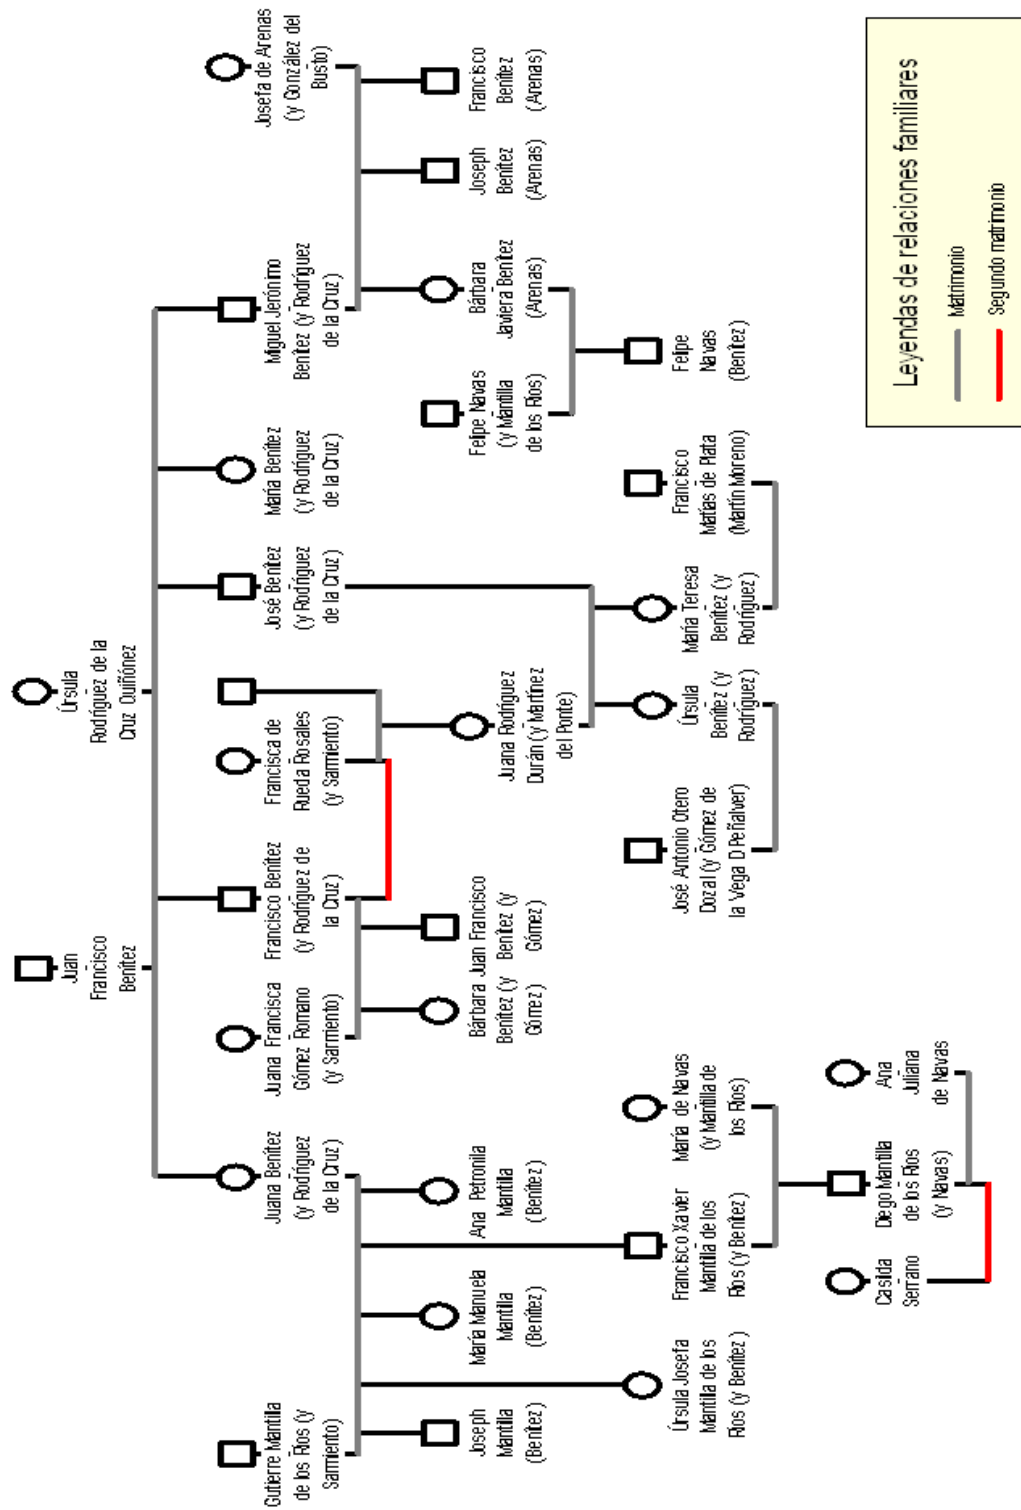 Juan
Francisco
Benítez
Úrsula
Rodríguez de la
Cruz Quiñónez
Gutierre Mantilla
de los Ríos (y
Sarmiento)
Juana Benítez
(y Rodríguez
de la Cruz)
Juana Francisca
Gómez Romano
(y Sarmiento)
Francisco Benítez
(y Rodríguez de
la Cruz)
Francisca de
Rueda Rosales
(y Sarmiento)
José Benítez
(y Rodríguez
de la Cruz)
María Benítez
(y Rodríguez
de la Cruz)
Miguel Jerónimo
Benítez (y Rodríguez
de la Cruz)
Josefa de Arenas
(y González del
Busto)
Joseph
Mantilla
(Benítez)
María Manuela
Mantilla
(Benítez)
Ana Petronila
Mantilla
(Benítez)
Bárbara
Benítez (y
Gómez)
Juan Francisco
Benítez (y
Gómez)
Juana Rodríguez
Durán (y Martínez
del Ponte)
Felipe Navas
(y Mantilla
de los Ríos)
Bárbara
Javiera Benítez
(Arenas)
Joseph
Benítez
(Arenas)
Francisco
Benítez
(Arenas)
Úrsula Josefa
Mantilla de los
Ríos (y Benítez)
Francisco Xavier
Mantilla de los
Ríos (y Benítez)
María de Navas
(y Mantilla de
los Ríos)
José Antonio Otero
Dozal (y Gómez de
la Vega D Peñalver)
Úrsula
Benítez (y
Rodríguez)
María Teresa
Benítez (y
Rodríguez)
Francisco
Matías de Plata
(Martín Moreno)
Felipe
Navas
(Benítez)
Casilda
Serrano
Diego Mantilla
de los Ríos
(y Navas)
Ana
Juliana
de Navas
Leyendas de relaciones familiares
Matrimonio
Segundo matrimonio